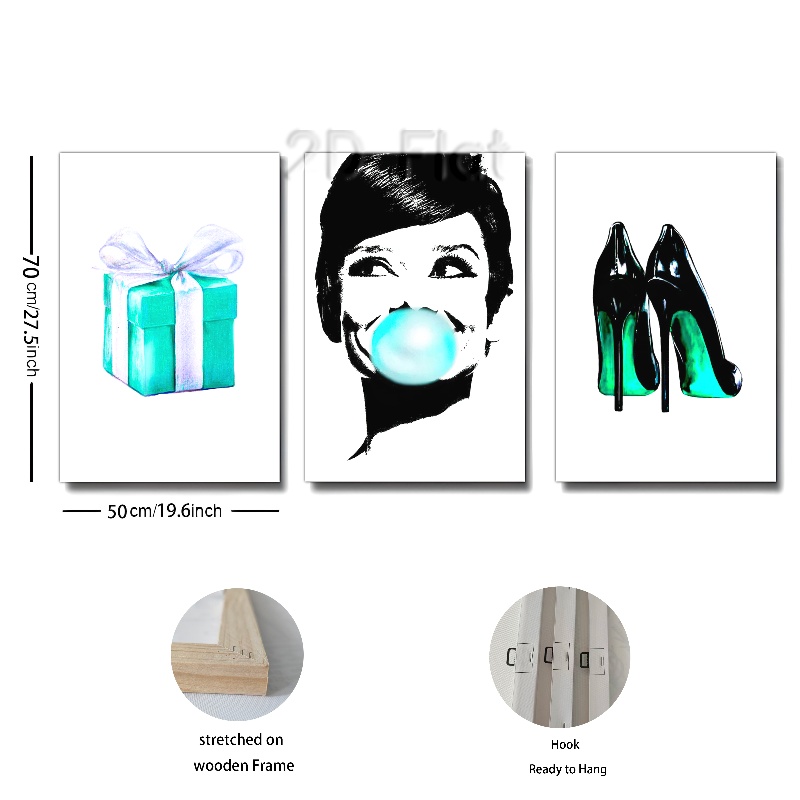 2D Flat
70 cm/27.5inch
50cm/19.6inch
stretched on
wooden Frame
Hook
Ready to Hang